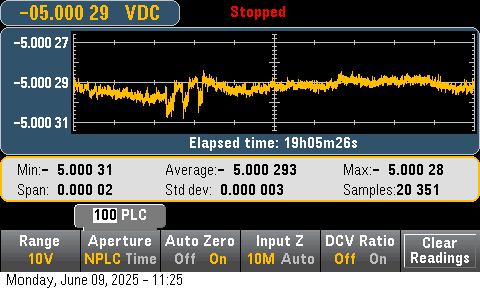 -05.000 29 VDC Stopped
-5.000 27
-5.000 29
-5.000 31
Elapsed time: 19h05m26s
Min:- 5.000 31 Average:- 5.000 293 Max:- 5.000 28
Span: 0.000 02 Std dev: 0.000 003 Samples:20 351
100 PLC
Range Aperture Auto Zero Input Z DCV Ratio Clear
10V NPLC Time Off On 10M Auto Off On Readings
Monday, June 09, 2025 - 11:25